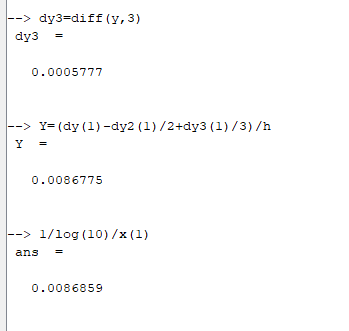 --> dy3=diff(y,3)
dy3 =
0.0005777
--> Y=(dy(1)-dy2(1)/2+dy3(1)/3)/h
Y =
0.0086775
--> 1/log(10)/x(1)
ans =
0.0086859